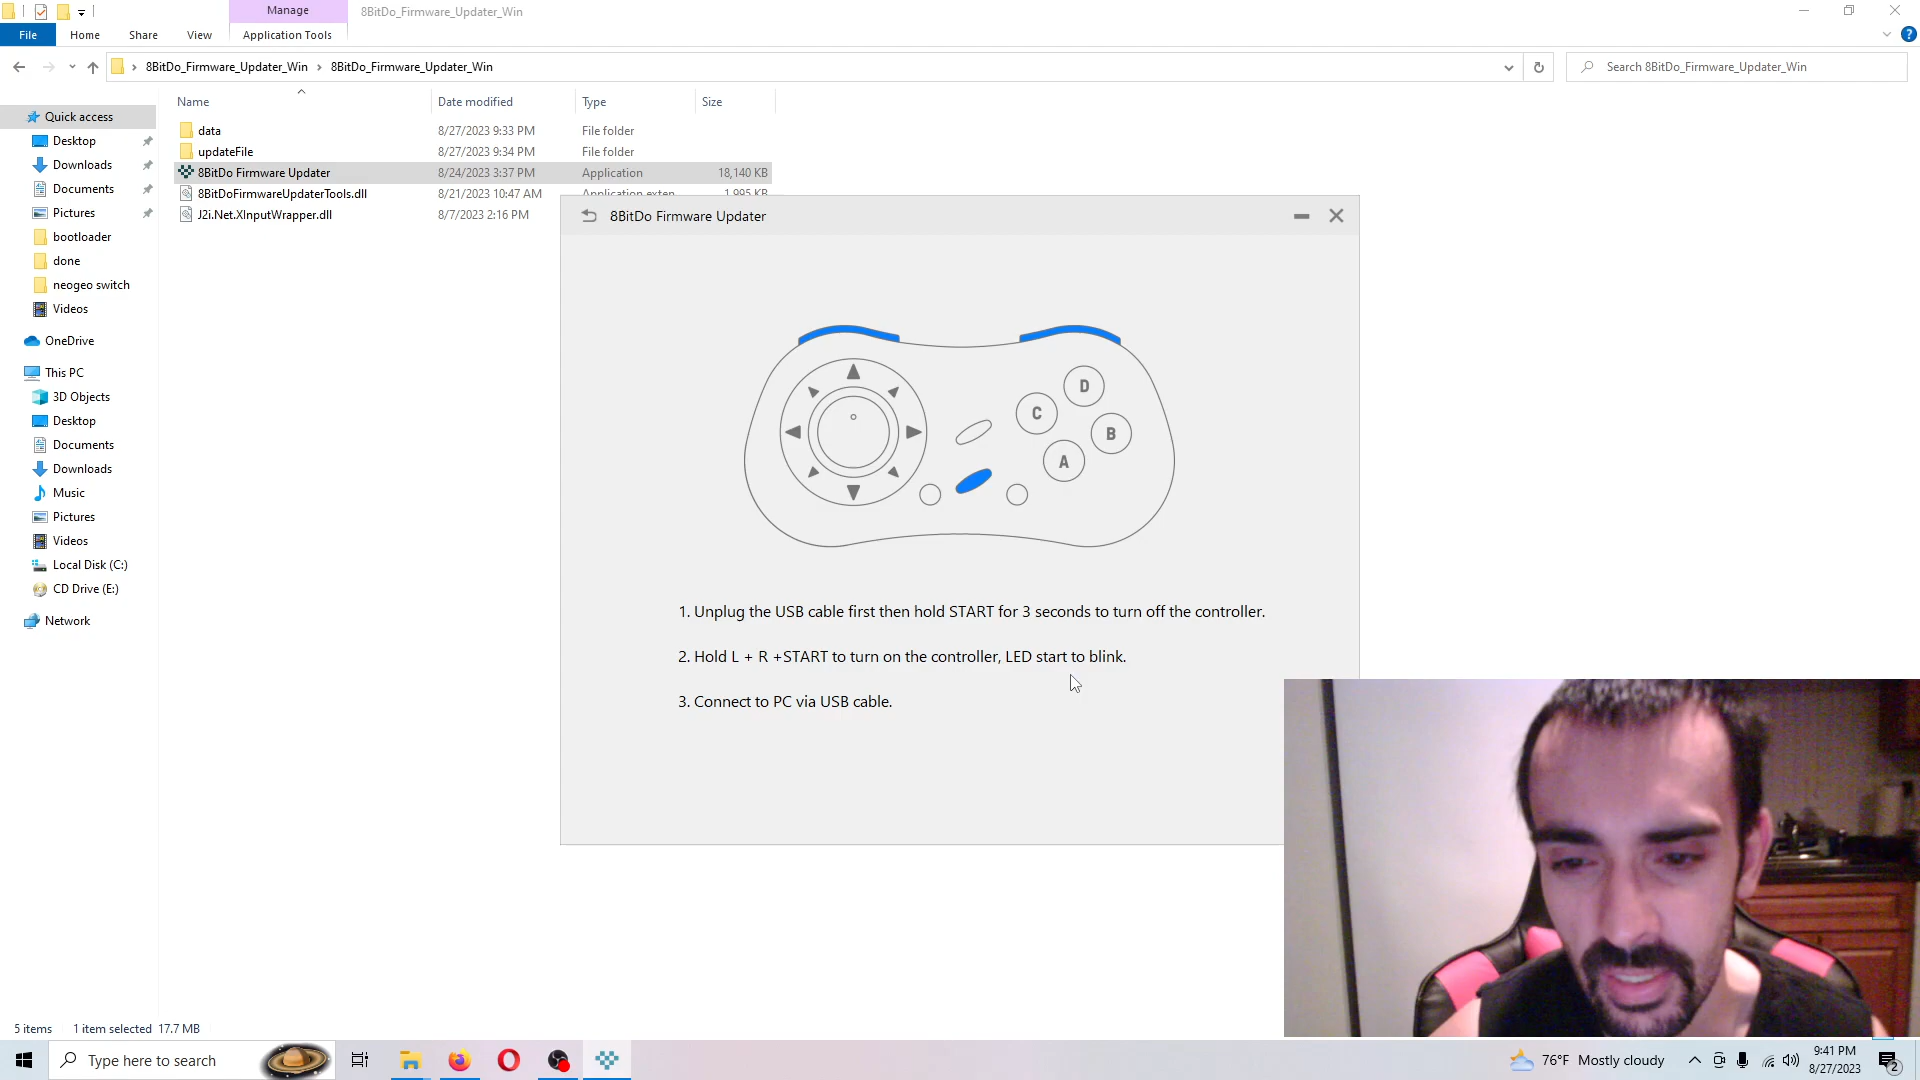 Manage
8BitDo_Firmware_Updater_Win
File
Home
Share
View
Application Tools
8BitDo_Firmware_Updater_Win
8BitDo_Firmware_Updater_Win
Search 8BitDo_Firmware_Updater_Win
Name
Date modified
Type
Size
Quick access
Desktop
Downloads
Documents
Pictures
bootloader
done
neogeo switch
Videos
OneDrive
This PC
3D Objects
Desktop
Documents
Downloads
Music
Pictures
Videos
Local Disk (C:)
CD Drive (E:)
Network
data 8/27/2023 9:33 PM File folder
updateFile 8/27/2023 9:34 PM File folder
8BitDo Firmware Updater 8/24/2023 3:37 PM Application 18,140 KB
8BitDoFirmwareUpdaterTools.dll 8/21/2023 10:47 AM Application exten... 1,995 KB
J2i.Net.XInputWrapper.dll 8/7/2023 2:16 PM
8BitDo Firmware Updater
D
C
B
A
1. Unplug the USB cable first then hold START for 3 seconds to turn off the controller.
2. Hold L + R +START to turn on the controller, LED start to blink.
3. Connect to PC via USB cable.
5 items
1 item selected 17.7 MB
Type here to search
76°F Mostly cloudy
9:41 PM
8/27/2023
2